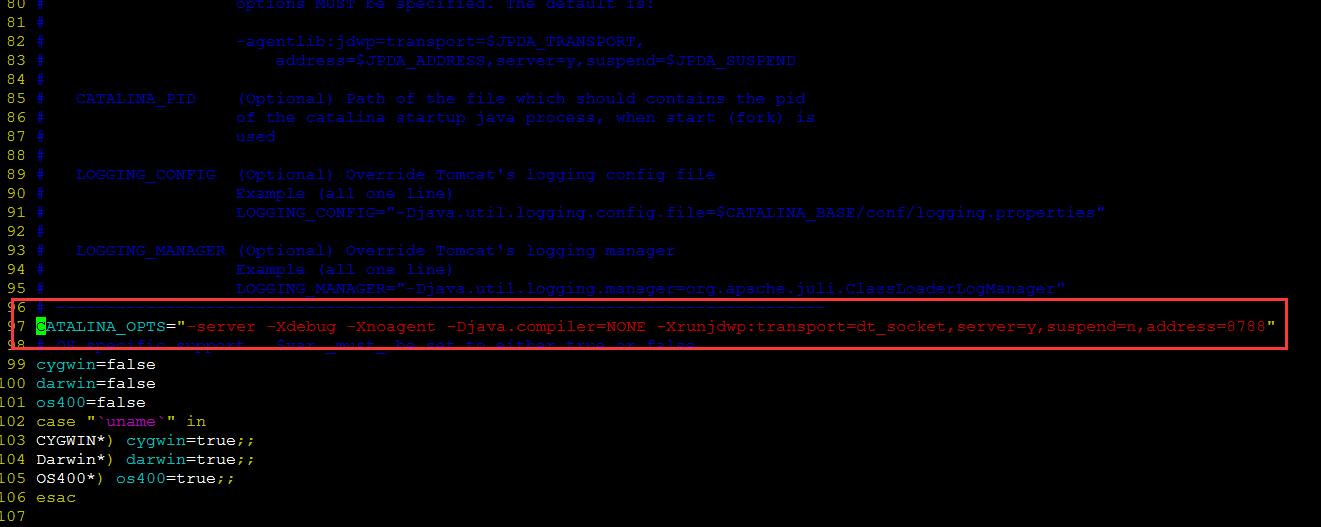 80 #                   options MUST be specified. The default is:
81 #
82 #                   -agentlib:jdwp=transport=$JPDA_TRANSPORT,
83 #                       address=$JPDA_ADDRESS,server=y,suspend=$JPDA_SUSPEND
84 #
85 #   CATALINA_PID    (Optional) Path of the file which should contains the pid
86 #                   of the catalina startup java process, when start (fork) is
87 #                   used
88 #
89 #   LOGGING_CONFIG  (Optional) Override Tomcat's logging config file
90 #                   Example (all one line)
91 #                   LOGGING_CONFIG="-Djava.util.logging.config.file=$CATALINA_BASE/conf/logging.properties"
92 #
93 #   LOGGING_MANAGER (Optional) Override Tomcat's logging manager
94 #                   Example (all one line)
95 #                   LOGGING_MANAGER="-Djava.util.logging.manager=org.apache.juli.ClassLoaderLogManager"
96 # -----------------------------------------------------------------------------
97 CATALINA_OPTS="-server -Xdebug -Xnoagent -Djava.compiler=NONE -Xrunjdwp:transport=dt_socket,server=y,suspend=n,address=8788"
98 # OS specific support.  $var _must_ be set to either true or false.
99 cygwin=false
100 darwin=false
101 os400=false
102 case "`uname`" in
103 CYGWIN*) cygwin=true;;
104 Darwin*) darwin=true;;
105 OS400*) os400=true;;
106 esac
107